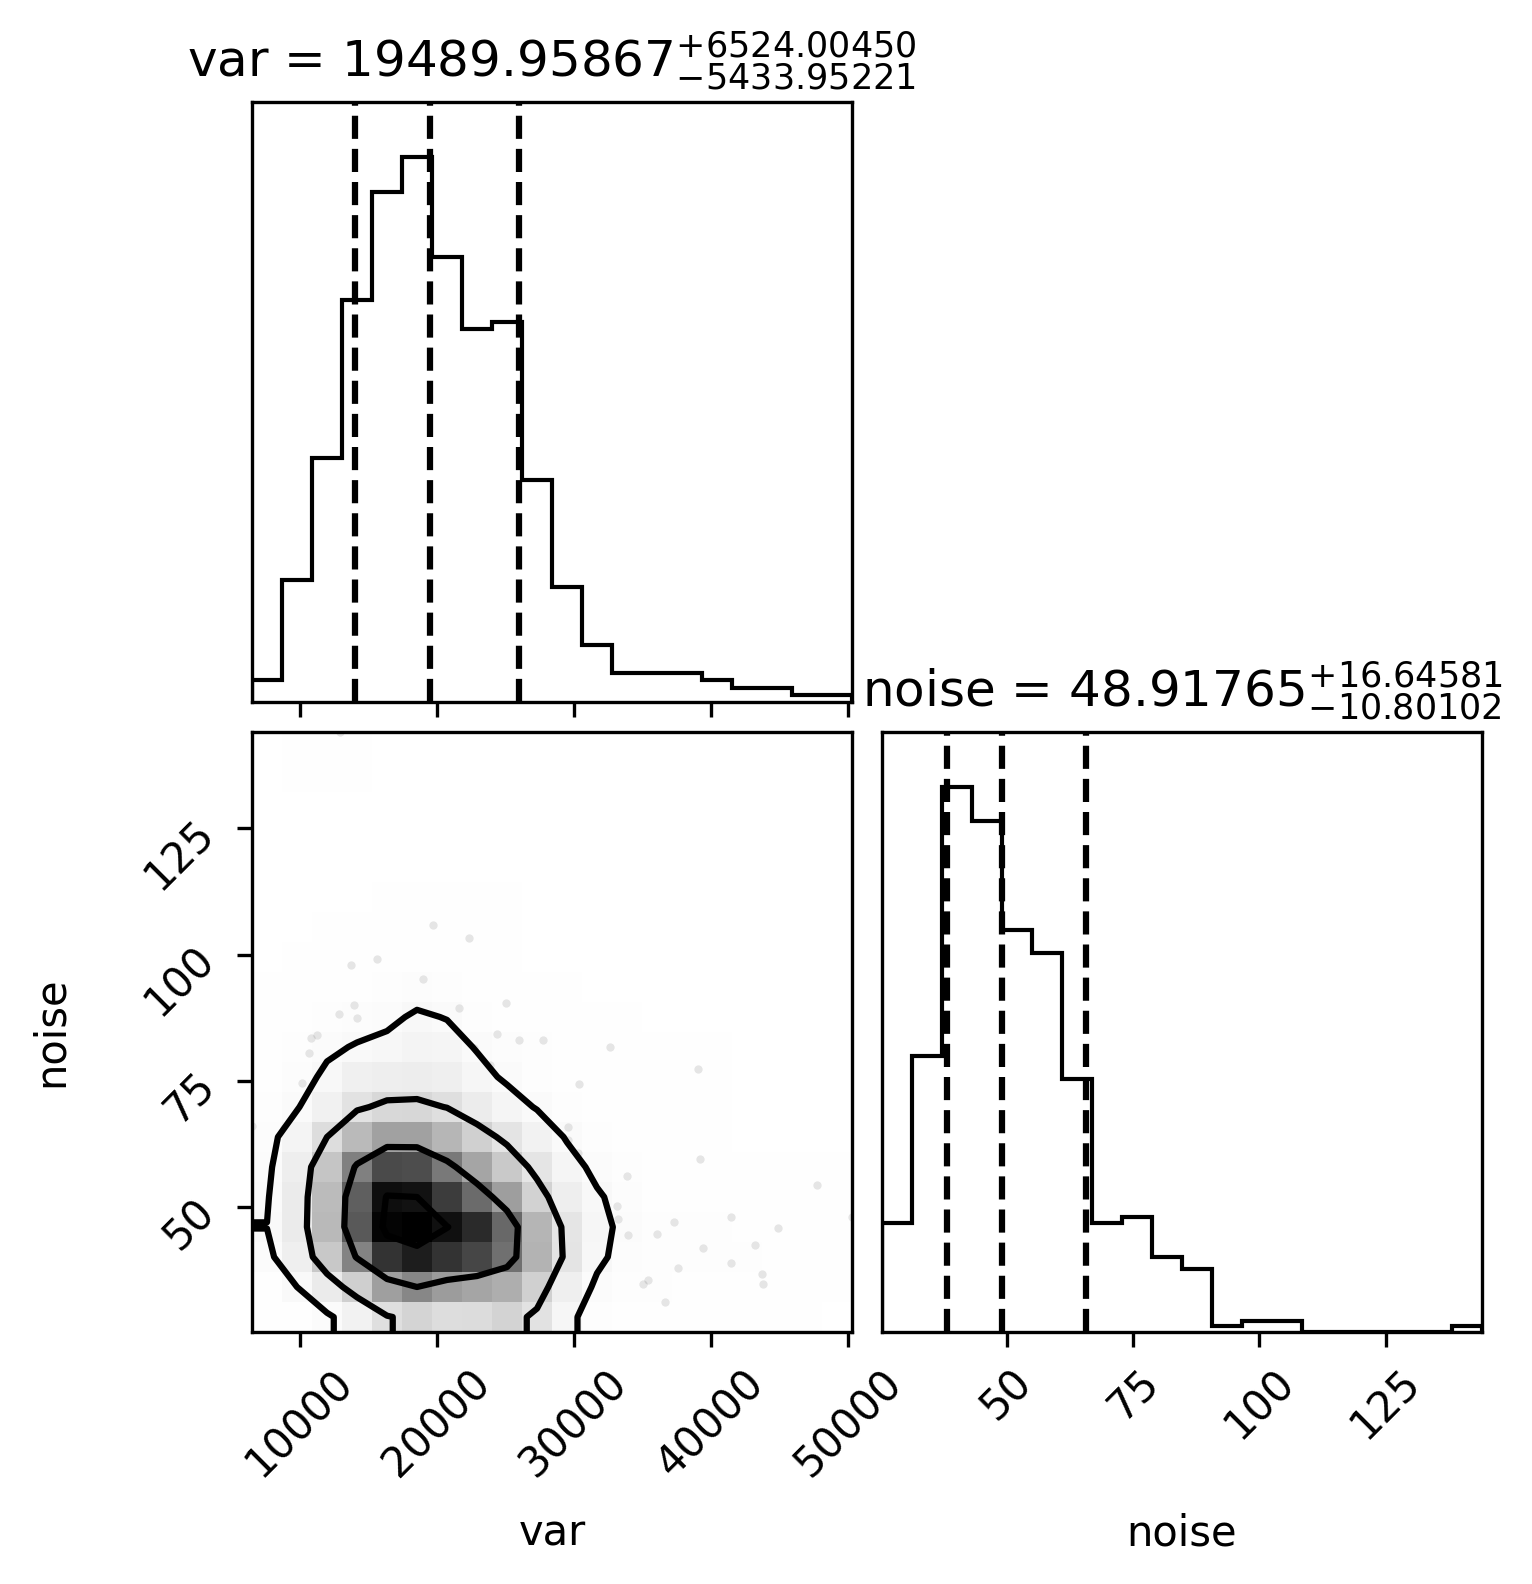 var = 19489.95867+6524.00450−5433.95221
noise = 48.91765+16.64581−10.80102
125
100
75
50
noise
10000
20000
30000
40000
50000
var
50
75
100
125
noise